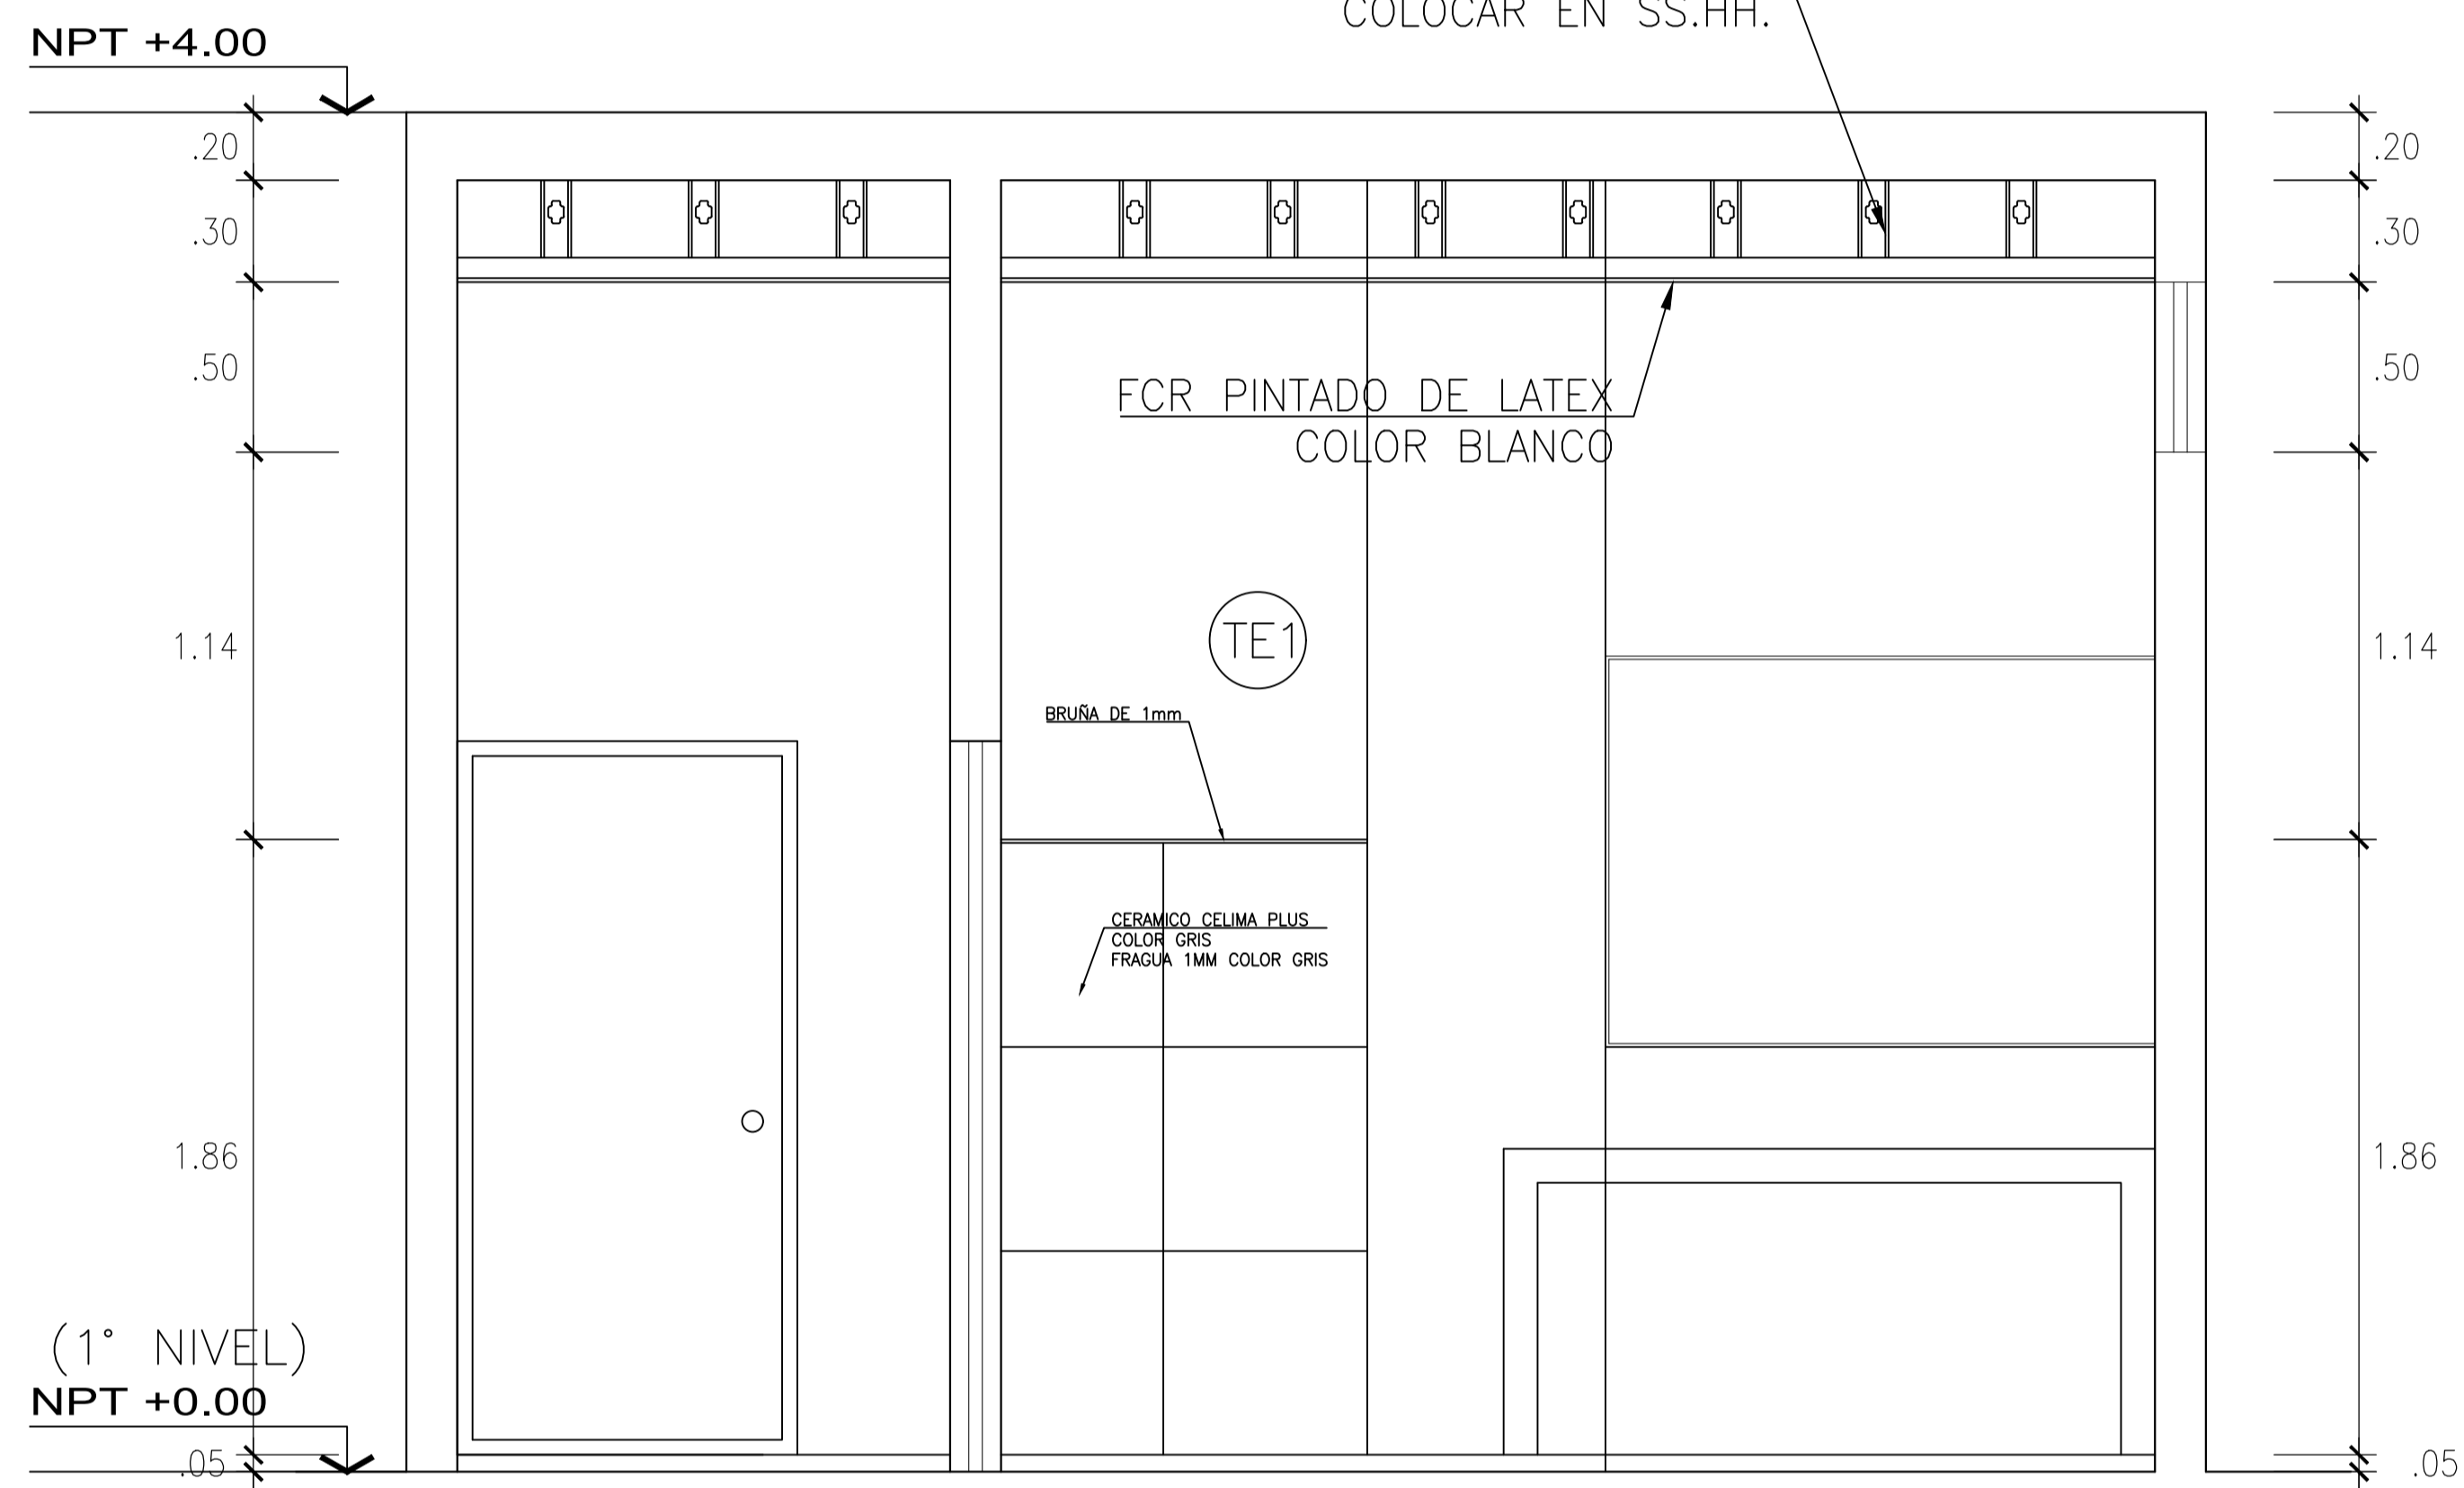 COLOCAR EN SS.HH.
NPT +4.00
.20
.20
.30
.30
.50
.50
FCR PINTADO DE LATEX
COLOR BLANCO
1.14
TE1
1.14
BRUÑA DE 1mm
CERAMICO CELIMA PLUS
COLOR GRIS
FRAGUA 1MM COLOR GRIS
1.86
1.86
(1° NIVEL)
NPT +0.00
.05
.05